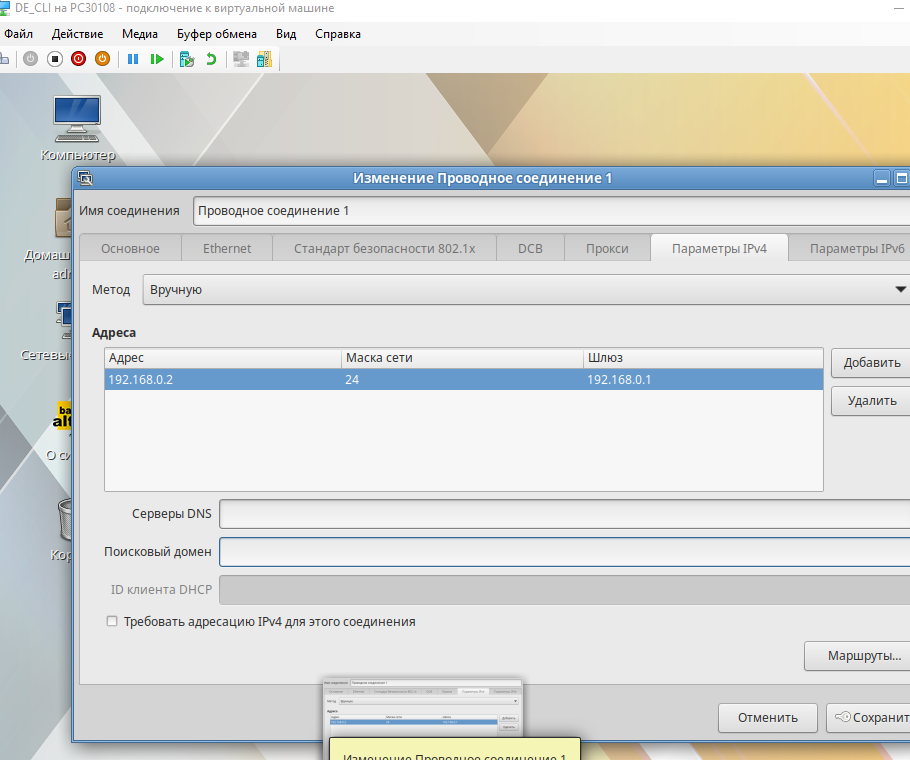 DE_CLI на PC30108 - подключение к виртуальной машине
Файл Действие Медиа Буфер обмена Вид Справка
Компьютер
Изменение Проводное соединение 1
Имя соединения Проводное соединение 1
Основное Ethernet Стандарт безопасности 802.1x DCB Прокси Параметры IPv4 Параметры IPv6
Домаш
adm
Метод Вручную
Адреса
Адрес Маска сети Шлюз
192.168.0.2 24 192.168.0.1
Добавить
Удалить
Сетевы
ba
alt
О си
Серверы DNS
Поисковый домен
Кор
ID клиента DHCP
Требовать адресацию IPv4 для этого соединения
Маршруты...
Отменить Сохранит
Изменение Проводное соединение 1